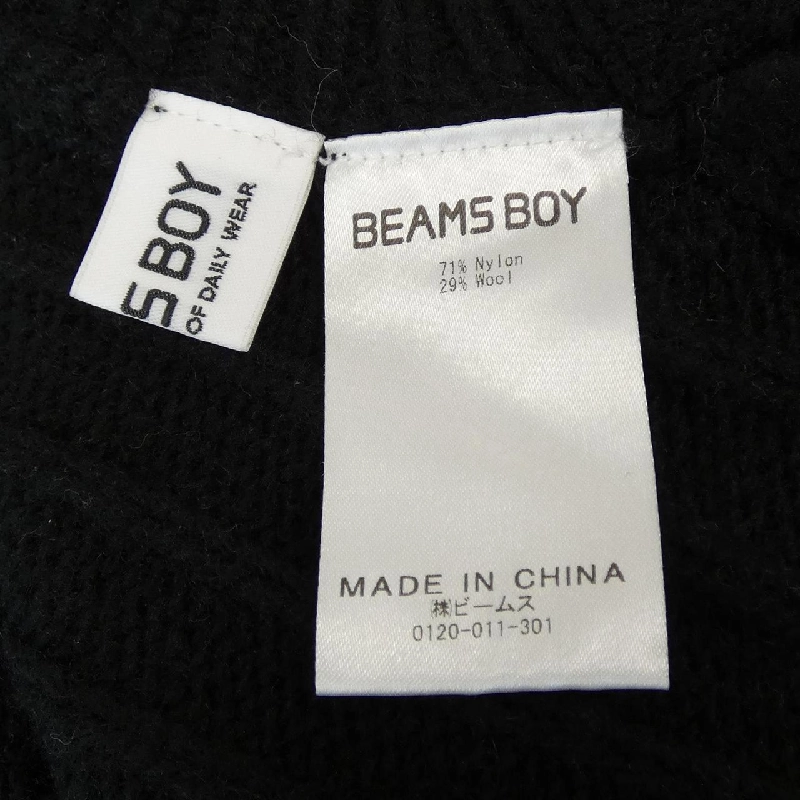 S BOY
OF DAILY WEAR
BEAMS BOY
71% Nylon
29% Wool
MADE IN CHINA
㈱ビームス
0120-011-301